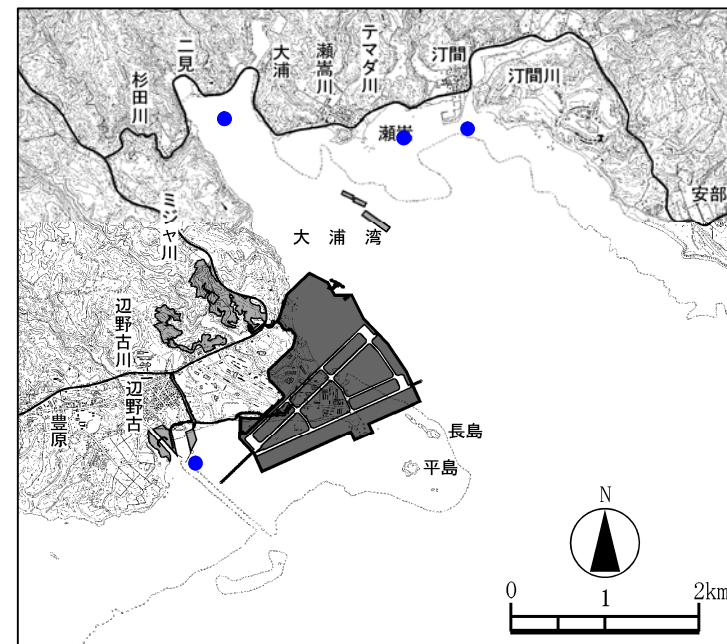 二見
杉田川
大浦
瀬嵩川
テマダ川
汀間
汀間川
瀬嵩
安部
ミジャ川
大浦湾
辺野古川
辺野古
豊原
長島
平島
N
0 1 2km